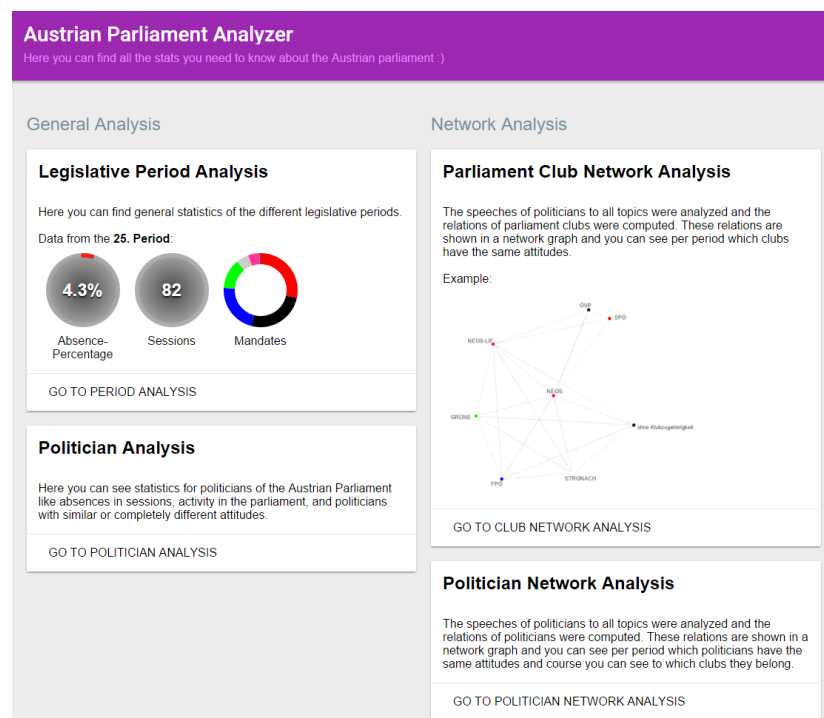 Austrian Parliament Analyzer
Here you can find all the stats you need to know about the Austrian parliament :)
General Analysis
Legislative Period Analysis
Here you can find general statistics of the different legislative periods.
Data from the 25. Period:
4.3%
82
Absence-
Percentage
Sessions
Mandates
GO TO PERIOD ANALYSIS
Politician Analysis
Here you can see statistics for politicians of the Austrian Parliament
like absences in sessions, activity in the parliament, and politicians
with similar or completely different attitudes.
GO TO POLITICIAN ANALYSIS
Network Analysis
Parliament Club Network Analysis
The speeches of politicians to all topics were analyzed and the
relations of parliament clubs were computed. These relations are
shown in a network graph and you can see per period which clubs
have the same attitudes.
Example:
ÖVP
SPÖ
NEOS-LIF
NEOS
GRÜNE
ohne Klubzugehörigkeit
FPÖ
STRONACH
GO TO CLUB NETWORK ANALYSIS
Politician Network Analysis
The speeches of politicians to all topics were analyzed and the
relations of politicians were computed. These relations are shown in a
network graph and you can see per period which politicians have the
same attitudes and course you can see to which clubs they belong.
GO TO POLITICIAN NETWORK ANALYSIS